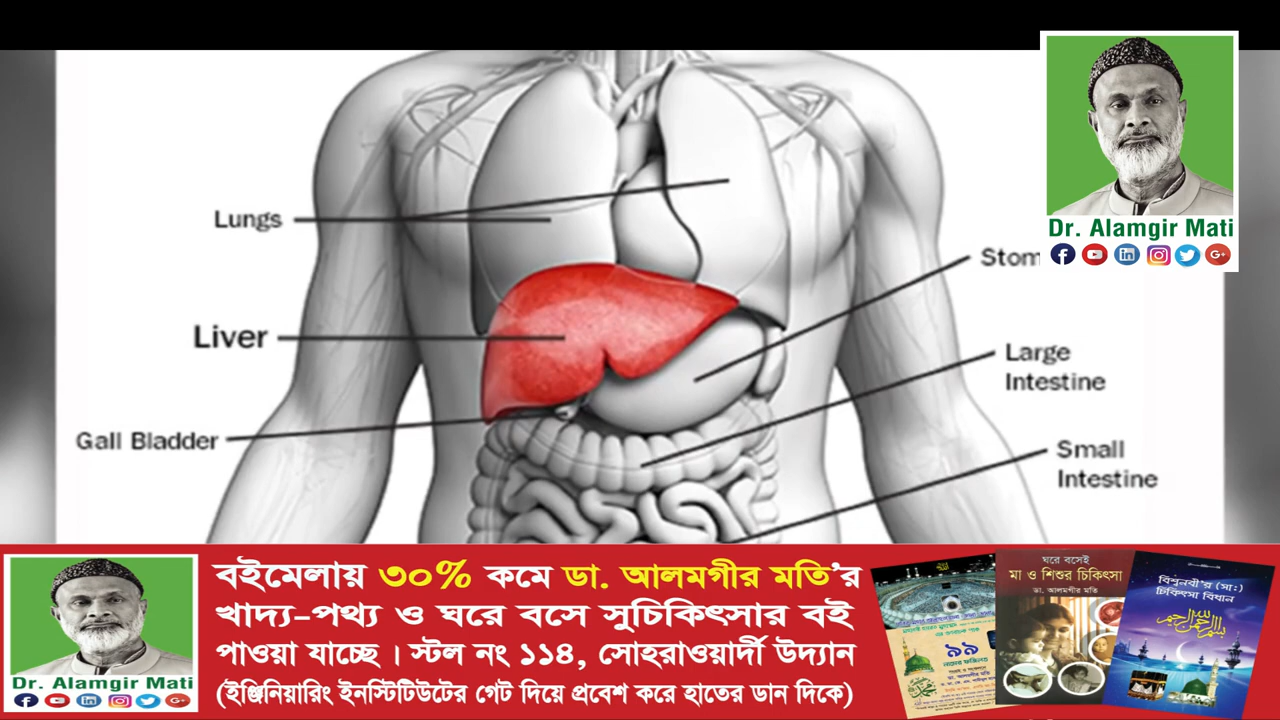 Lungs
Liver
Gall Bladder
Stom
Large
Intestine
Small
Intestine
Dr. Alamgir Mati
Dr. Alamgir Mati
বইমেলায় ৩০% কমে ডা. আলমগীর মতি'র
খাদ্য-পথ্য ও ঘরে বসে সুচিকিৎসার বই
পাওয়া যাচ্ছে। স্টল নং ১১৪, সোহরাওয়ার্দী উদ্যান
(ইঞ্জিনিয়ারিং ইনস্টিটিউটের গেট দিয়ে প্রবেশ করে হাতের ডান দিকে)
৯৯
ঘরে বসেই
মা ও শিশুর চিকিৎসা
ডা. আলমগীর মতি
বিশ্বনবী'র (সাঃ)
চিকিৎসা বিধান